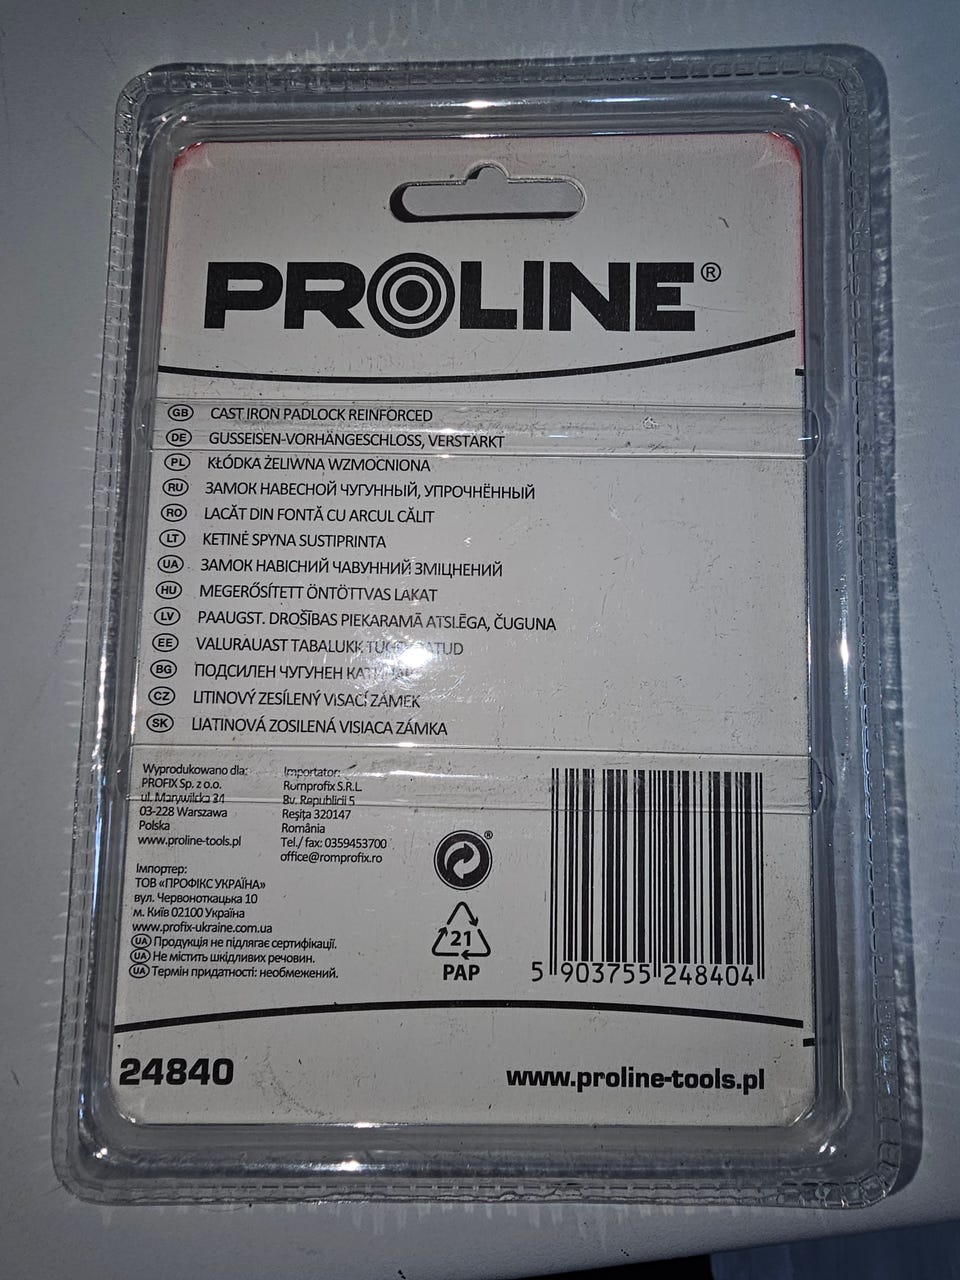 PROLINE®
GB CAST IRON PADLOCK REINFORCED
DE GUSSEISEN-VORHÄNGESCHLOSS, VERSTÄRKT
PL KŁÓDKA ŻELIWNA WZMOCNIONA
RU ЗАМОК НАВЕСНОЙ ЧУГУННЫЙ, УПРОЧНЁННЫЙ
RO LACĂT DIN FONTĂ CU ARCUL CĂLIT
LT KETINĖ SPYNA SUSTIPRINTA
UA ЗАМОК НАВІСНИЙ ЧАВУННИЙ ЗМІЦНЕНИЙ
HU MEGERŐSÍTETT ÖNTÖTTVAS LAKAT
LV PAAUGST. DROŠĪBAS PIEKARAMĀ ATSLĒGA, ČUGUNA
EE VALURAUAST TABALUKK
BG ПОДСИЛЕН ЧУГУНЕН
CZ LITINOVÝ ZESÍLENÝ VISACÍ ZÁMEK
SK LIATINOVÁ ZOSILENÁ VISIACA ZÁMKA
Wyprodukowano dla:
PROFIX Sp. z o.o.
ul. Marywilska 34
03-228 Warszawa
Polska
www.proline-tools.pl
Importator:
Romprofix S.R.L.
Bv. Republicii 5
Reșița 320147
România
Tel./ fax: 0359453700
office@romprofix.ro
Імпортер:
ТОВ «ПРОФІКС УКРАЇНА»
вул. Червоноткацька 10
м. Київ 02100 Україна
www.profix-ukraine.com.ua
UA Продукція не підлягає сертифікації.
UA Не містить шкідливих речовин.
UA Термін придатності: необмежений.
®
21
PAP
5 903755 248404
24840
www.proline-tools.pl